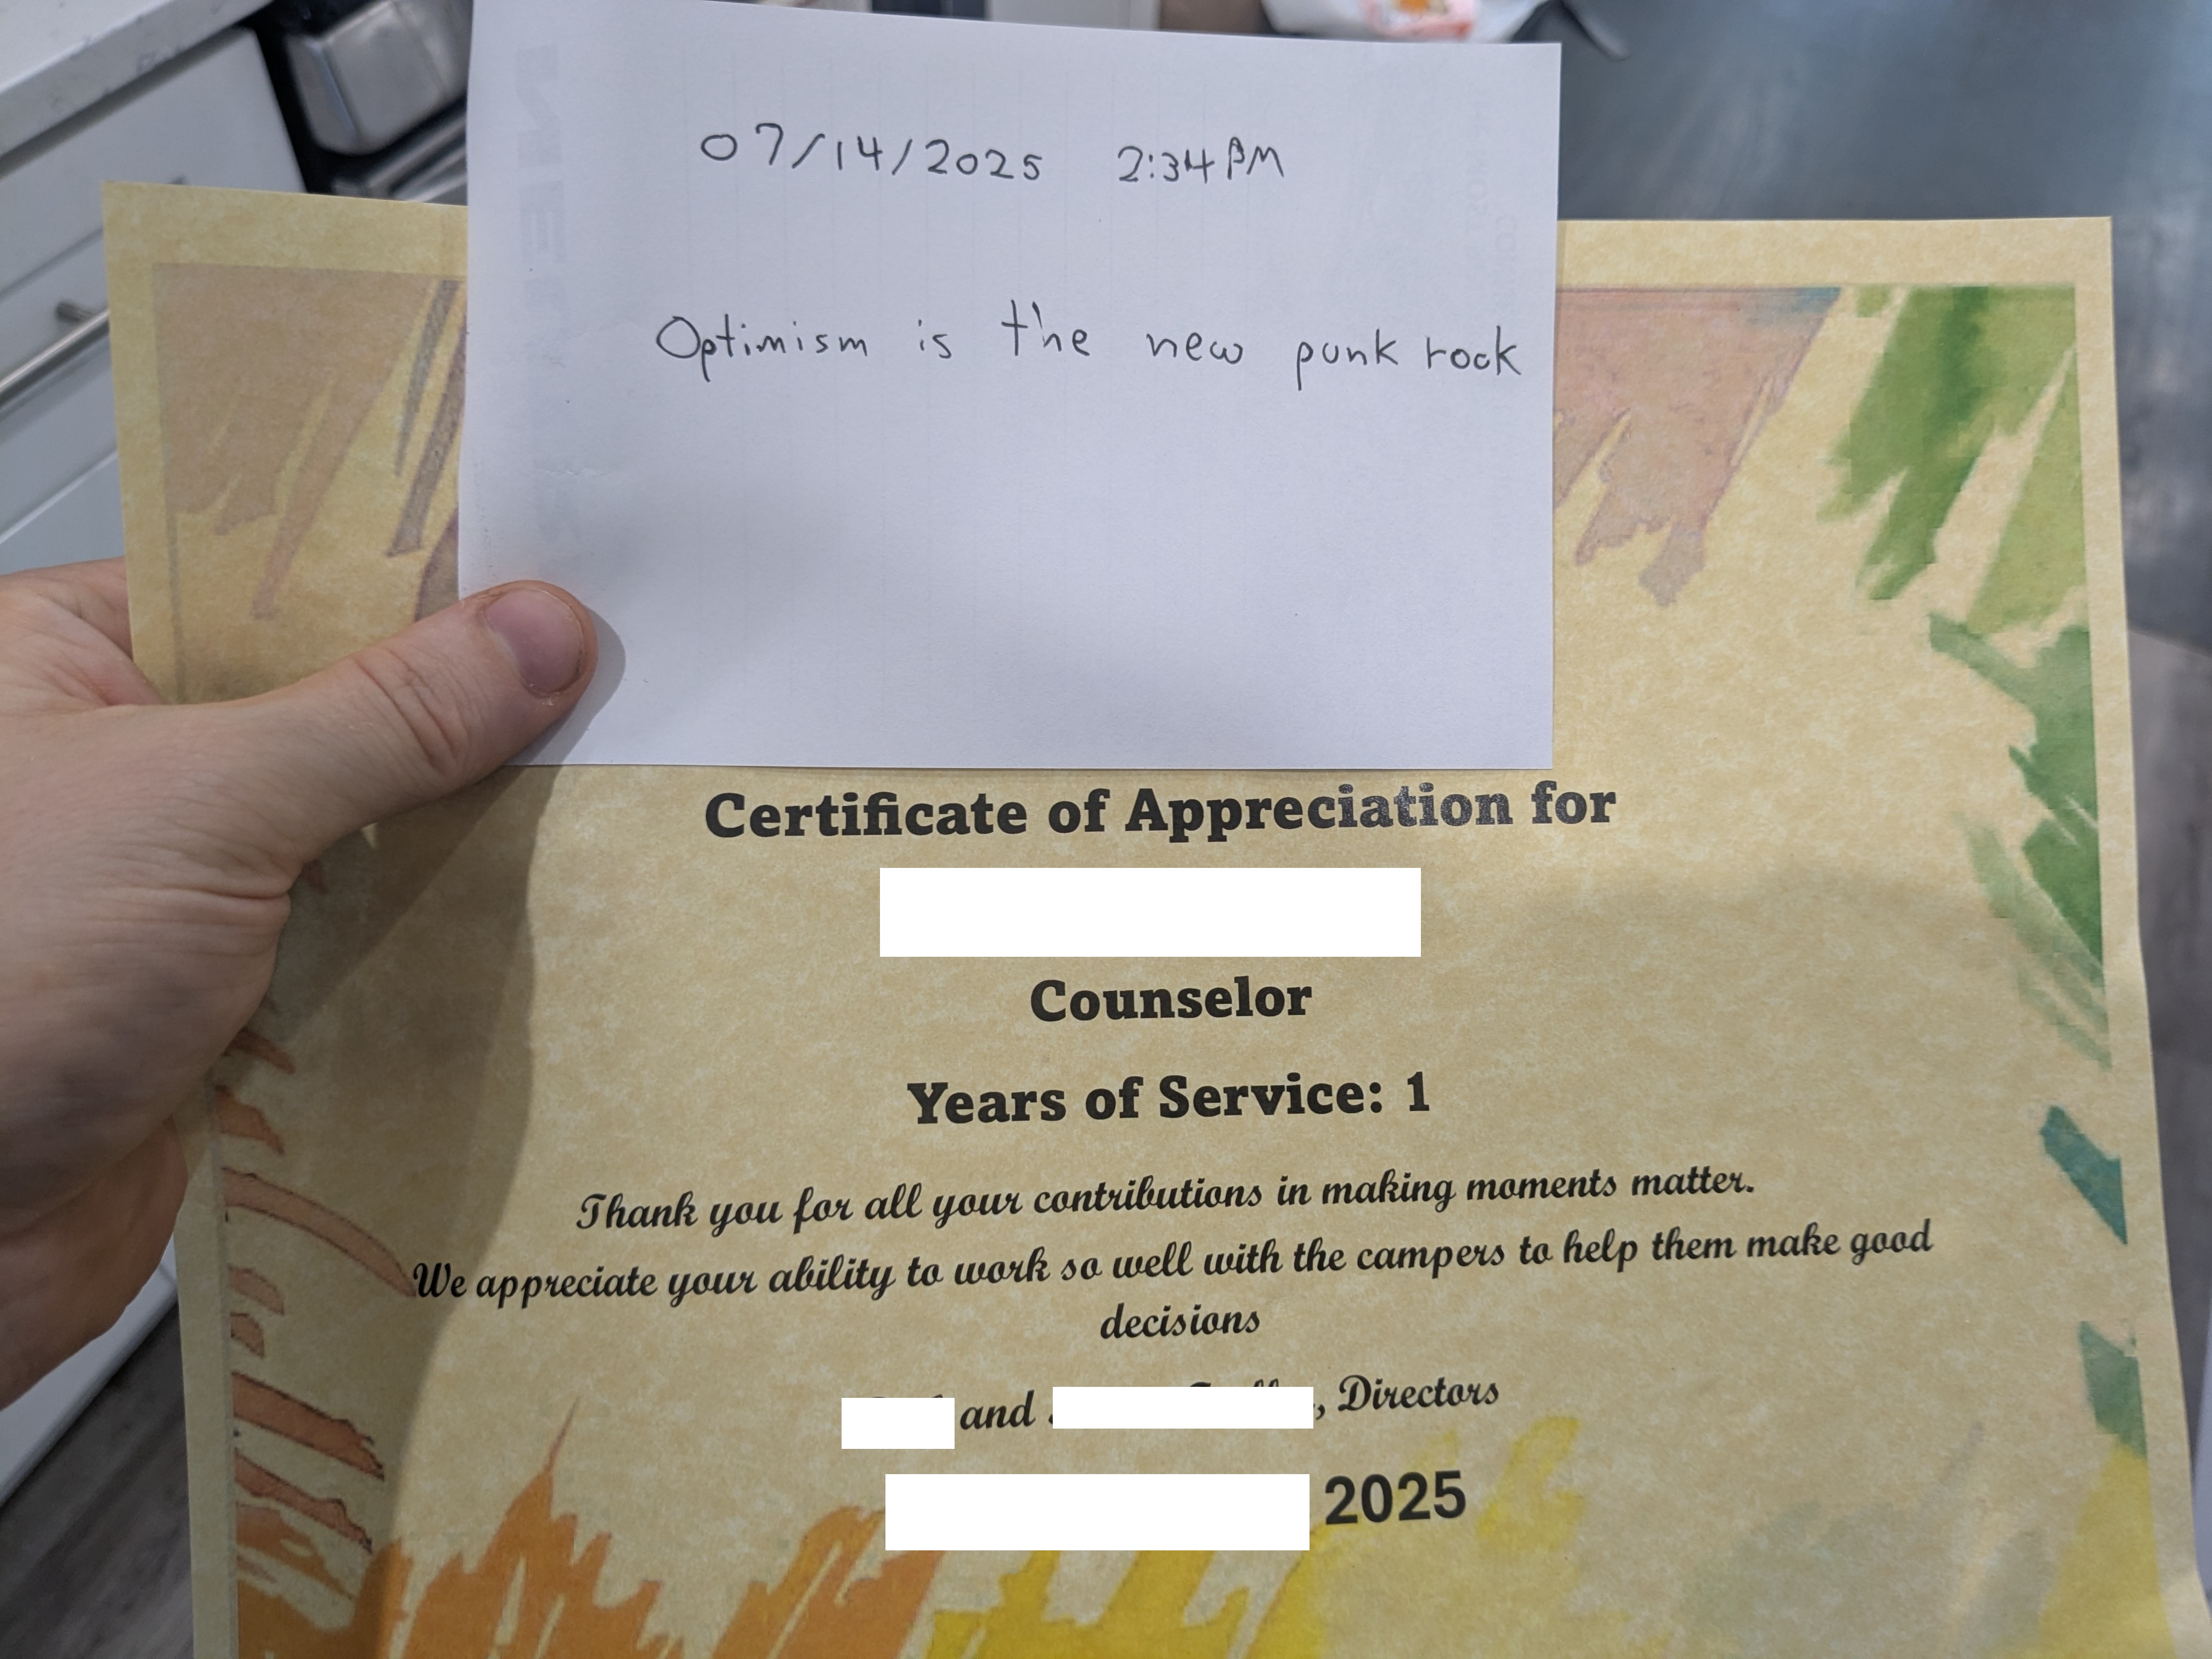 07/14/2025 2:34 PM
Optimism is the new punk rock
Certificate of Appreciation for
Counselor
Years of Service: 1
Thank you for all your contributions in making moments matter.
We appreciate your ability to work so well with the campers to help them make good
decisions
and , Directors
2025